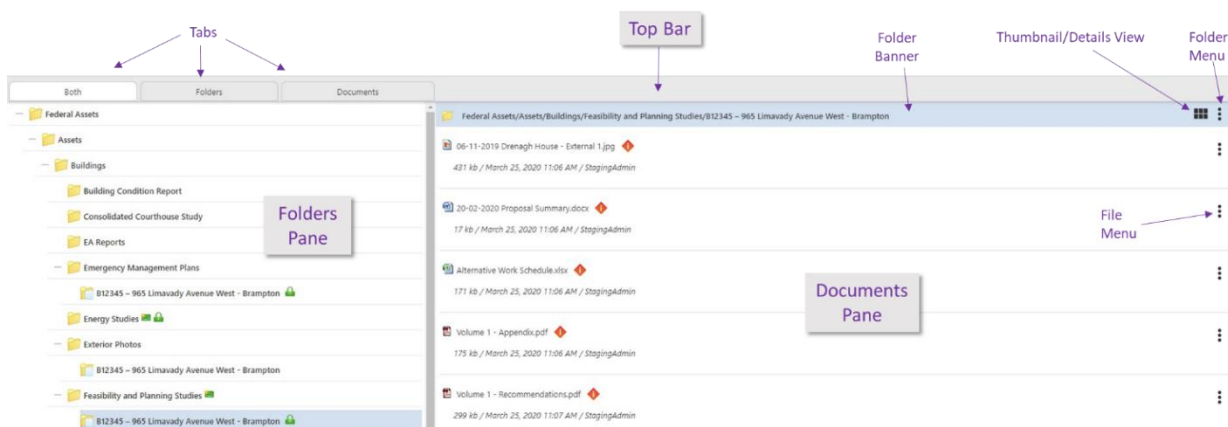 Tabs
Top Bar
Folder
Banner
Thumbnail/Details View
Folder
Menu
Both
Folders
Documents
Federal Assets
Assets
Buildings
Building Condition Report
Consolidated Courthouse Study
EA Reports
Emergency Management Plans
B12345 – 965 Limavady Avenue West - Brampton
Energy Studies
Exterior Photos
B12345 – 965 Limavady Avenue West - Brampton
Feasibility and Planning Studies
B12345 – 965 Limavady Avenue West - Brampton
Folders
Pane
Federal Assets/Assets/Buildings/Feasibility and Planning Studies/B12345 – 965 Limavady Avenue West - Brampton
06-11-2019 Drenagh House - External 1.jpg
431 kb / March 25, 2020 11:06 AM / StagingAdmin
20-02-2020 Proposal Summary.docx
17 kb / March 25, 2020 11:06 AM / StagingAdmin
File
Menu
Alternative Work Schedule.xlsx
171 kb / March 25, 2020 11:06 AM / StagingAdmin
Documents
Pane
Volume 1 - Appendix.pdf
175 kb / March 25, 2020 11:06 AM / StagingAdmin
Volume 1 - Recommendations.pdf
299 kb / March 25, 2020 11:07 AM / StagingAdmin